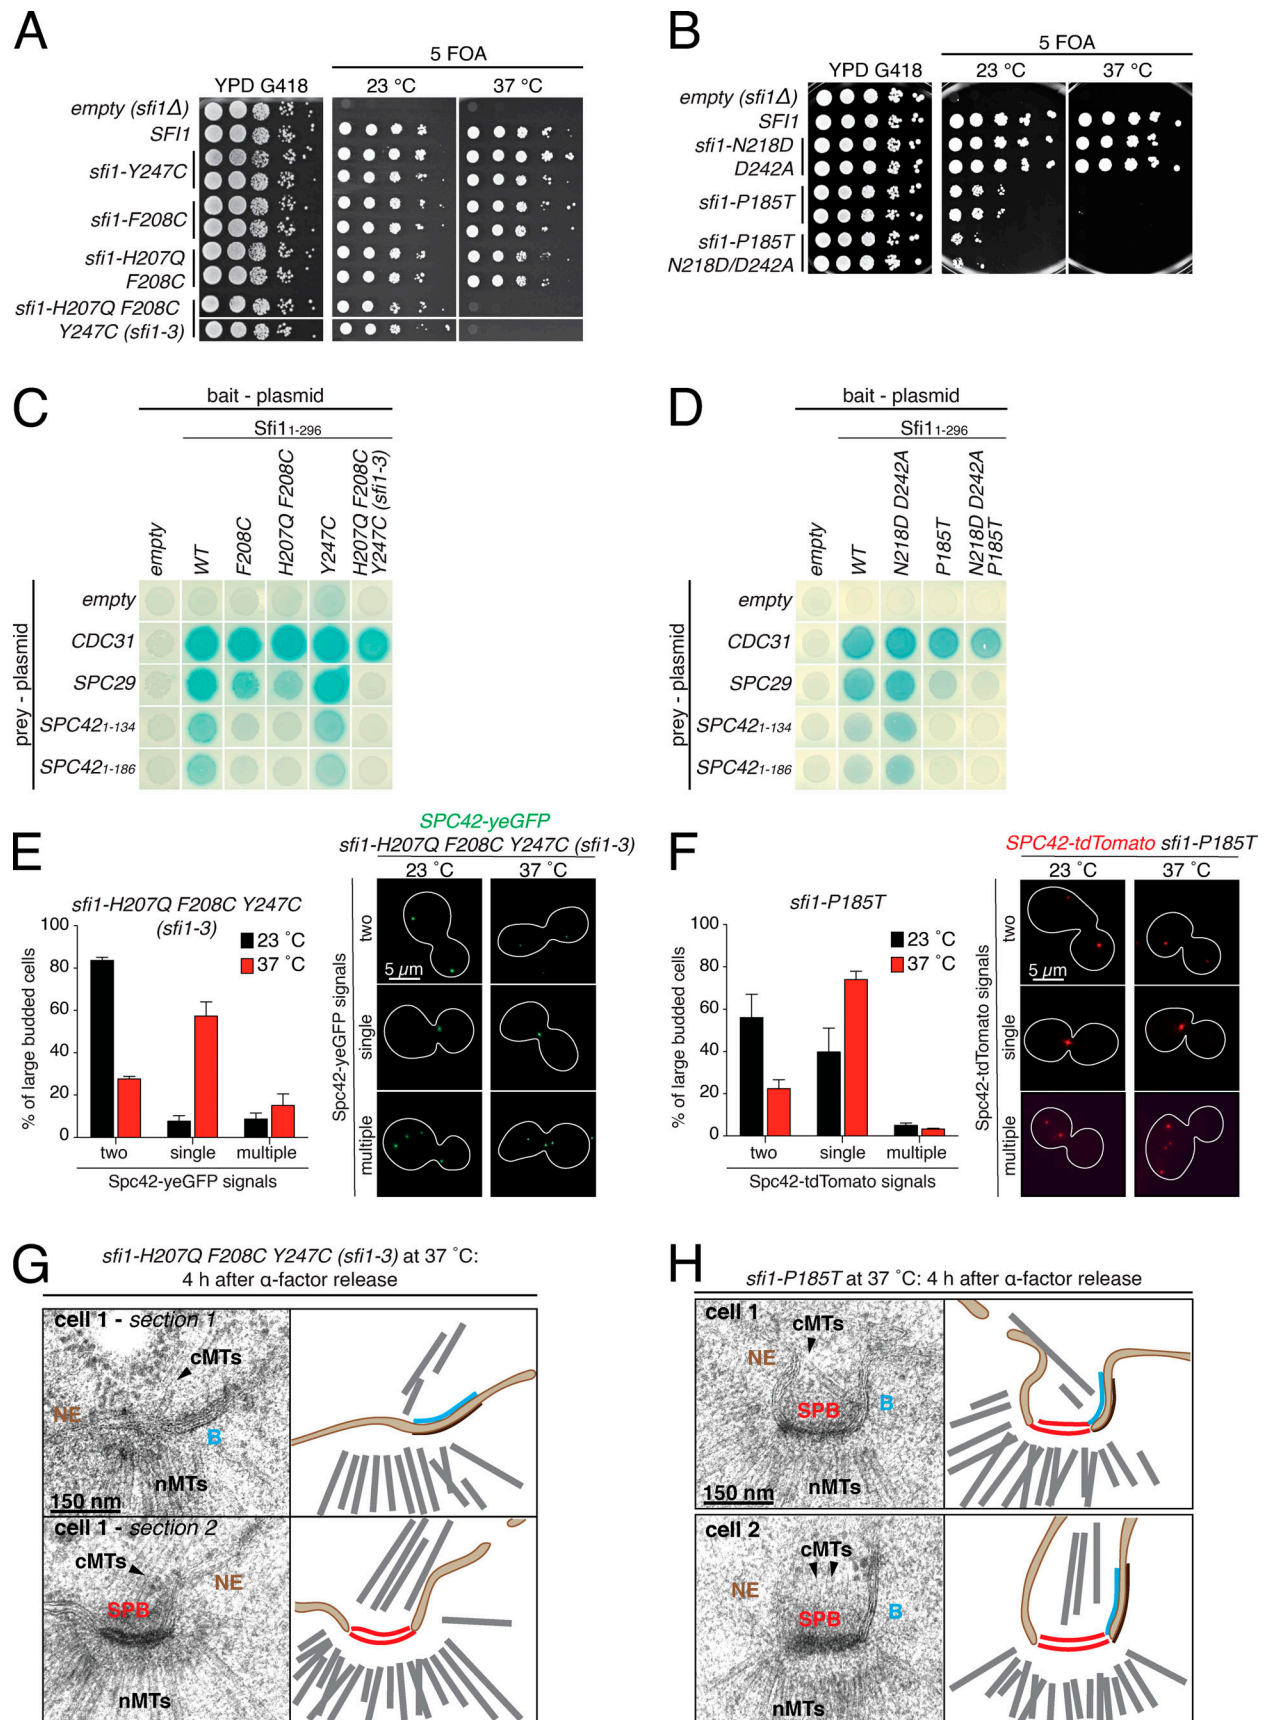 A
5 FOA
YPD G418
23 °C
37 °C
empty (sfi1Δ)
SFI1
sfi1-Y247C
sfi1-F208C
sfi1-H207Q
F208C
sfi1-H207Q F208C
Y247C (sfi1-3)
B
5 FOA
YPD G418
23 °C
37 °C
empty (sfi1Δ)
SFI1
sfi1-N218D
D242A
sfi1-P185T
sfi1-P185T
N218D/D242A
C
bait - plasmid
Sfi11-296
empty
WT
F208C
H207Q F208C
Y247C
H207Q F208C
Y247C (sfi1-3)
prey - plasmid
empty
CDC31
SPC29
SPC421-134
SPC421-186
D
bait - plasmid
Sfi11-296
empty
WT
N218D D242A
P185T
N218D D242A
P185T
prey - plasmid
empty
CDC31
SPC29
SPC421-134
SPC421-186
E
sfi1-H207Q F208C Y247C
(sfi1-3)
% of large budded cells
100
80
60
40
20
0
23 ˚C
37 ˚C
two
single
multiple
Spc42-yeGFP signals
SPC42-yeGFP
sfi1-H207Q F208C Y247C (sfi1-3)
23 ˚C
37 ˚C
Spc42-yeGFP signals
two
single
multiple
5 µm
F
sfi1-P185T
% of large budded cells
100
80
60
40
20
0
23 ˚C
37 ˚C
two
single
multiple
Spc42-tdTomato signals
SPC42-tdTomato sfi1-P185T
23 ˚C
37 ˚C
Spc42-tdTomato signals
two
single
multiple
5 µm
G
sfi1-H207Q F208C Y247C (sfi1-3) at 37 ˚C:
4 h after α-factor release
cell 1 - section 1
cMTs
NE
B
nMTs
150 nm
cell 1 - section 2
cMTs
NE
SPB
nMTs
H
sfi1-P185T at 37 ˚C: 4 h after α-factor release
cell 1
cMTs
NE
SPB
B
nMTs
150 nm
cell 2
cMTs
NE
SPB
B
nMTs